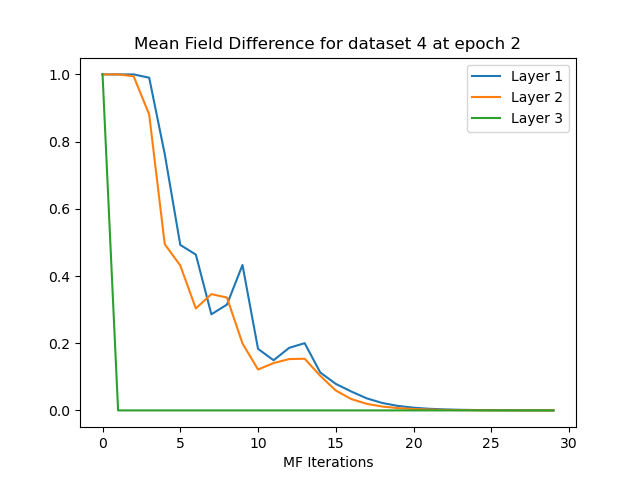 Mean Field Difference for dataset 4 at epoch 2
Layer 1
Layer 2
Layer 3
1.0
0.8
0.6
0.4
0.2
0.0
0 5 10 15 20 25 30
MF Iterations